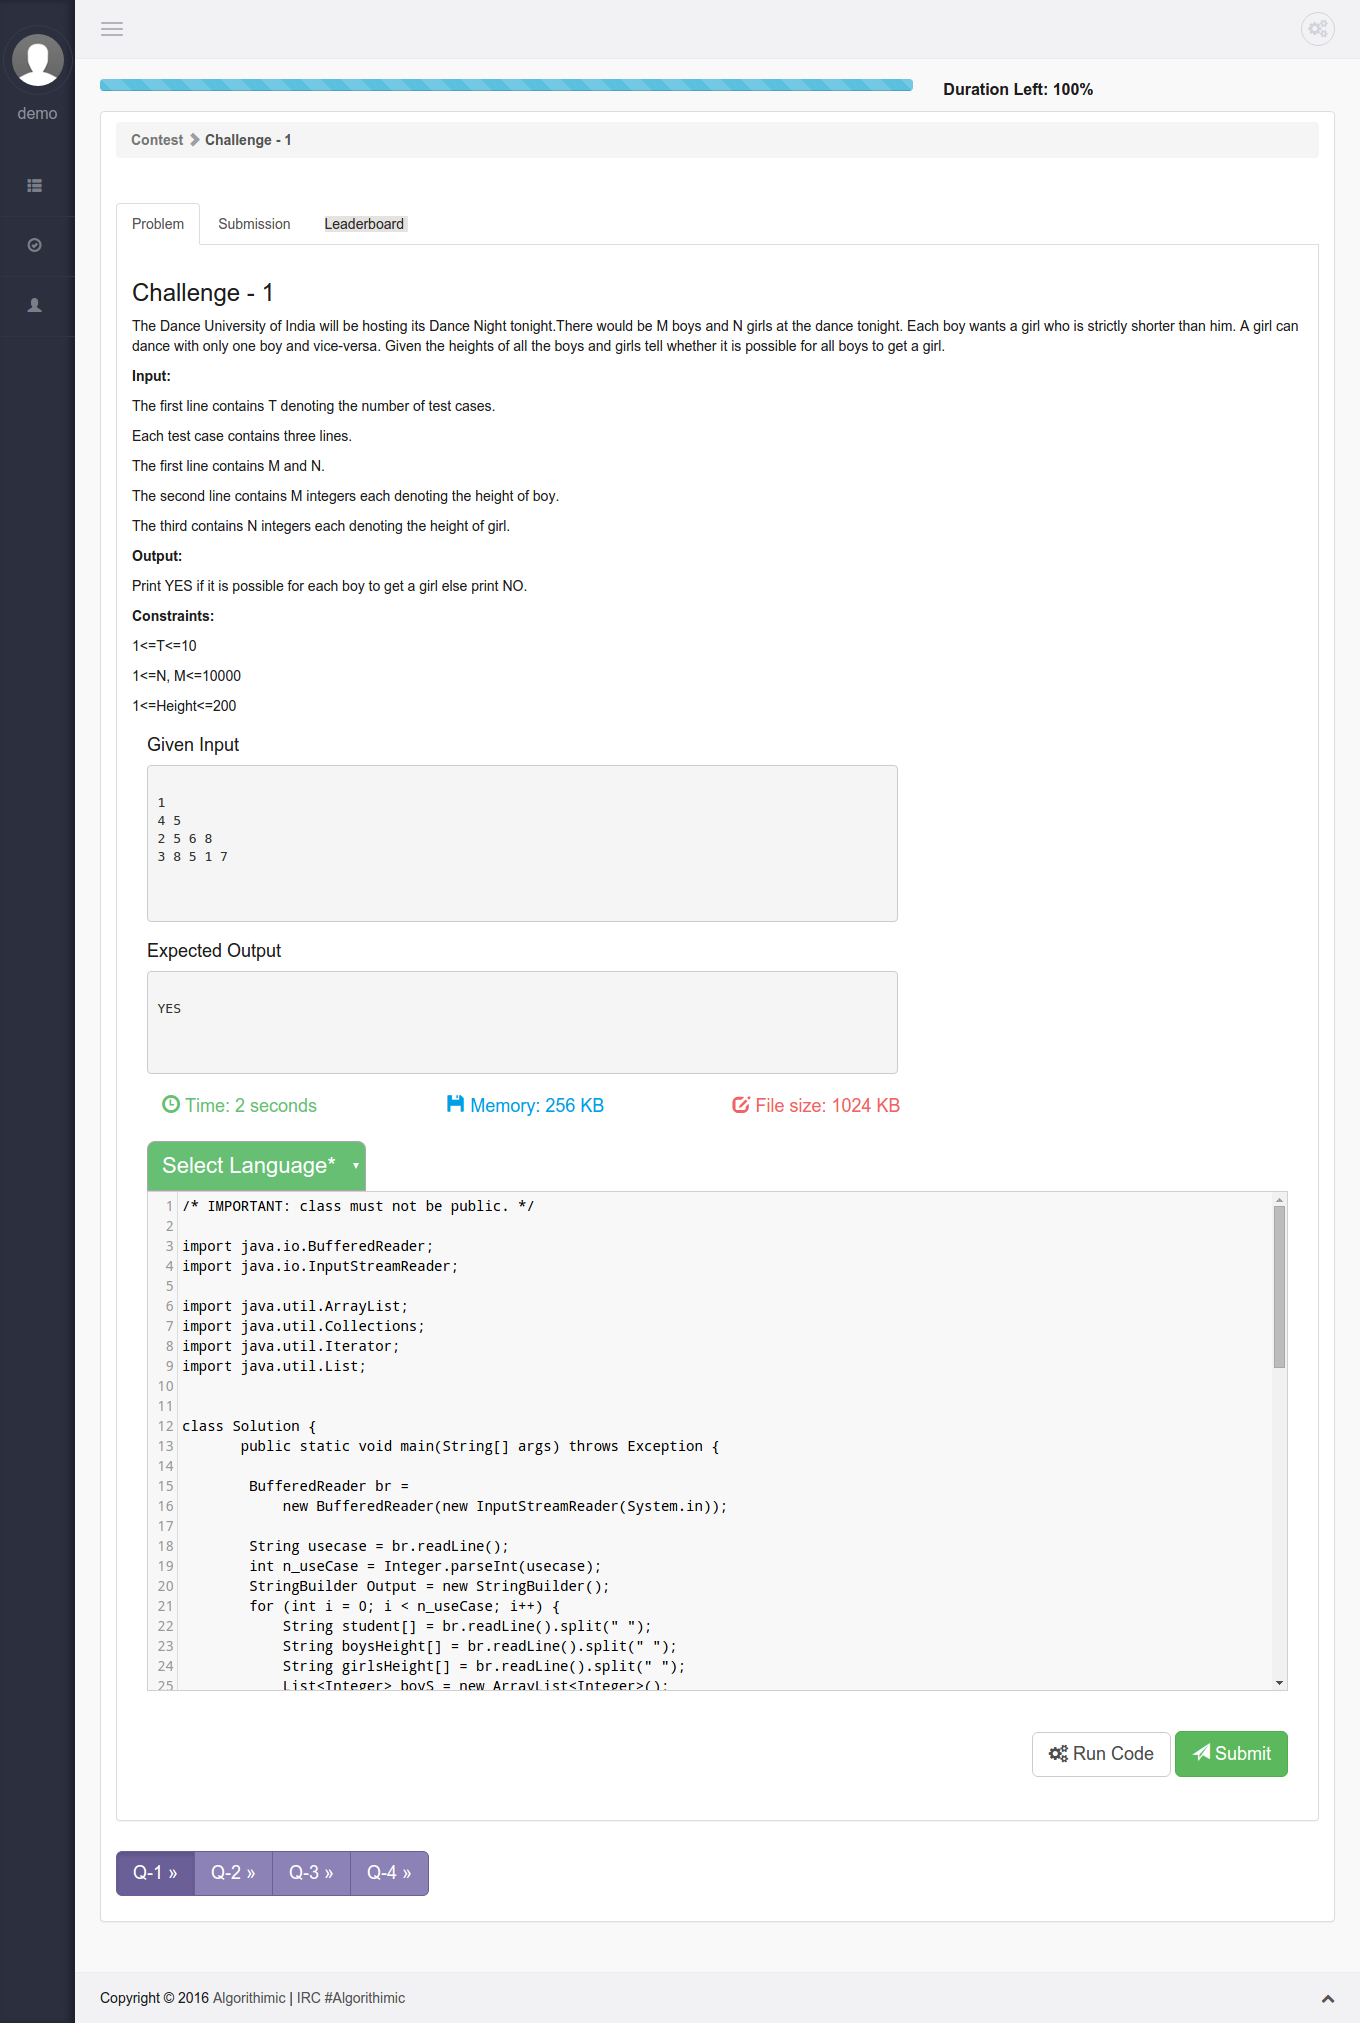 Duration Left: 100%
demo
Contest Challenge - 1
Problem Submission Leaderboard
Challenge - 1
The Dance University of India will be hosting its Dance Night tonight.There would be M boys and N girls at the dance tonight. Each boy wants a girl who is strictly shorter than him. A girl can
dance with only one boy and vice-versa. Given the heights of all the boys and girls tell whether it is possible for all boys to get a girl.
Input:
The first line contains T denoting the number of test cases.
Each test case contains three lines.
The first line contains M and N.
The second line contains M integers each denoting the height of boy.
The third contains N integers each denoting the height of girl.
Output:
Print YES if it is possible for each boy to get a girl else print NO.
Constraints:
1<=T<=10
1<=N, M<=10000
1<=Height<=200
Given Input
1
4 5
2 5 6 8
3 8 5 1 7
Expected Output
YES
Time: 2 seconds Memory: 256 KB File size: 1024 KB
Select Language*
1 /* IMPORTANT: class must not be public. */
2
3 import java.io.BufferedReader;
4 import java.io.InputStreamReader;
5
6 import java.util.ArrayList;
7 import java.util.Collections;
8 import java.util.Iterator;
9 import java.util.List;
10
11
12 class Solution {
13 public static void main(String[] args) throws Exception {
14
15 BufferedReader br =
16 new BufferedReader(new InputStreamReader(System.in));
17
18 String usecase = br.readLine();
19 int n_useCase = Integer.parseInt(usecase);
20 StringBuilder Output = new StringBuilder();
21 for (int i = 0; i < n_useCase; i++) {
22 String student[] = br.readLine().split(" ");
23 String boysHeight[] = br.readLine().split(" ");
24 String girlsHeight[] = br.readLine().split(" ");
25 List<Integer> boyS = new ArrayList<Integer>();
Run Code Submit
Q-1 » Q-2 » Q-3 » Q-4 »
Copyright © 2016 Algorithimic | IRC #Algorithimic